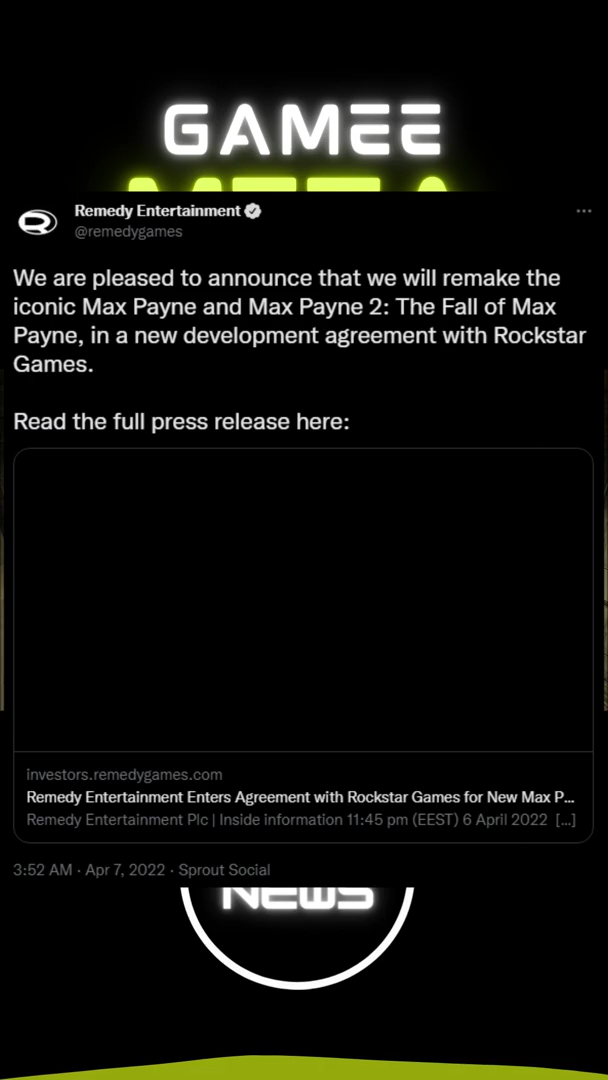 GAMEE
Remedy Entertainment
@remedygames
We are pleased to announce that we will remake the
iconic Max Payne and Max Payne 2: The Fall of Max
Payne, in a new development agreement with Rockstar
Games.
Read the full press release here:
investors.remedygames.com
Remedy Entertainment Enters Agreement with Rockstar Games for New Max P...
Remedy Entertainment Plc | Inside information 11:45 pm (EEST) 6 April 2022 [...]
3:52 AM · Apr 7, 2022 · Sprout Social
NEWS